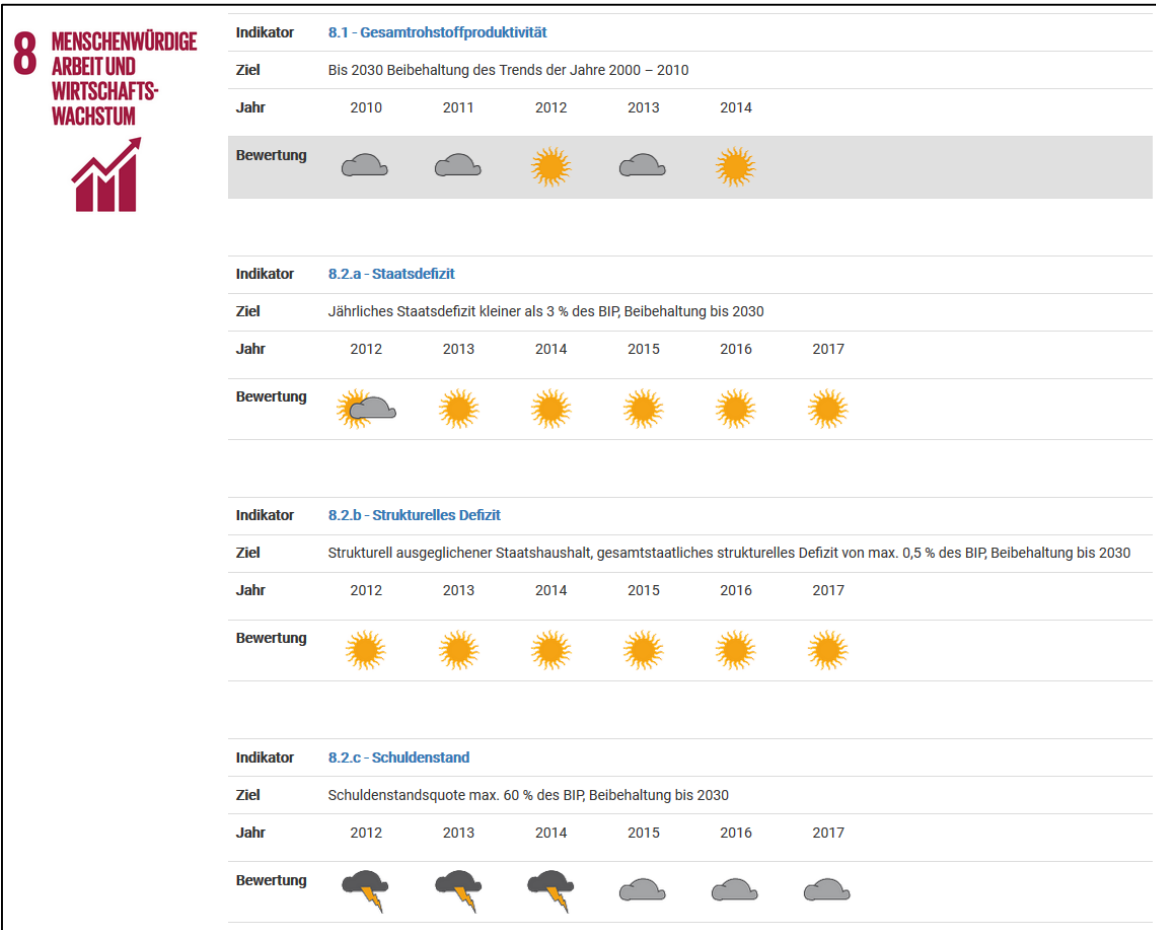 8 MENSCHENWÜRDIGE
ARBEIT UND
WIRTSCHAFTS-
WACHSTUM
Indikator 8.1 - Gesamtrohstoffproduktivität
Ziel Bis 2030 Beibehaltung des Trends der Jahre 2000 – 2010
Jahr 2010 2011 2012 2013 2014
Bewertung
Indikator 8.2.a - Staatsdefizit
Ziel Jährliches Staatsdefizit kleiner als 3 % des BIP, Beibehaltung bis 2030
Jahr 2012 2013 2014 2015 2016 2017
Bewertung
Indikator 8.2.b - Strukturelles Defizit
Ziel Strukturell ausgeglichener Staatshaushalt, gesamtstaatliches strukturelles Defizit von max. 0,5 % des BIP, Beibehaltung bis 2030
Jahr 2012 2013 2014 2015 2016 2017
Bewertung
Indikator 8.2.c - Schuldenstand
Ziel Schuldenstandsquote max. 60 % des BIP, Beibehaltung bis 2030
Jahr 2012 2013 2014 2015 2016 2017
Bewertung